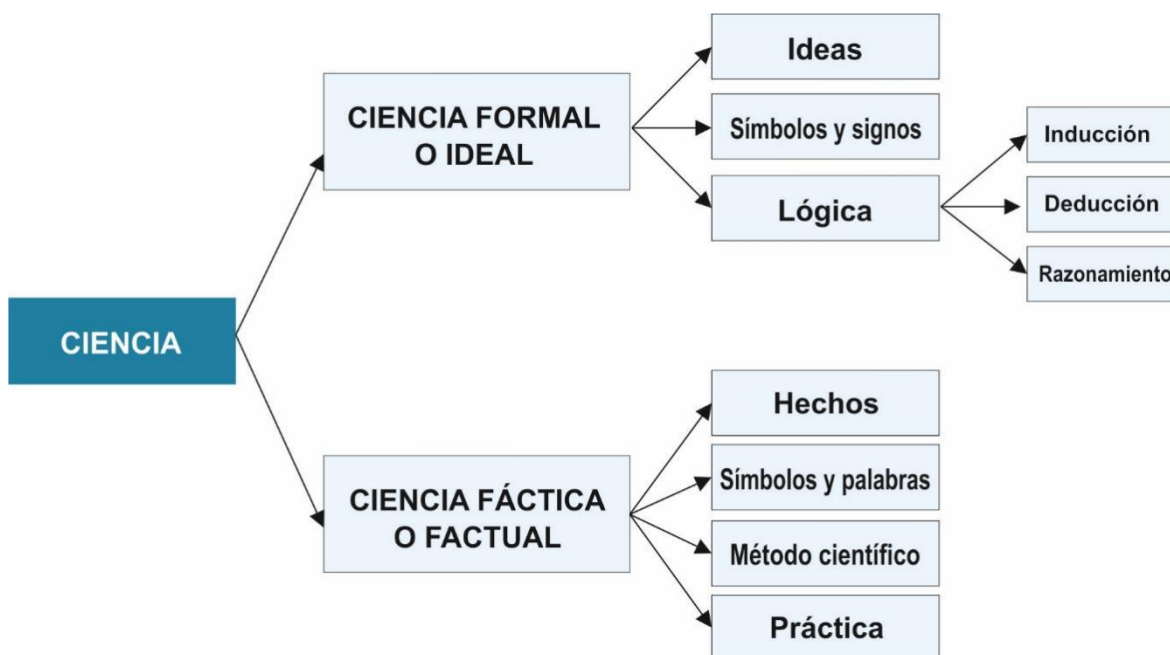 CIENCIA
CIENCIA FORMAL
O IDEAL
Ideas
Símbolos y signos
Lógica
Inducción
Deducción
Razonamiento
CIENCIA FÁCTICA
O FACTUAL
Hechos
Símbolos y palabras
Método científico
Práctica